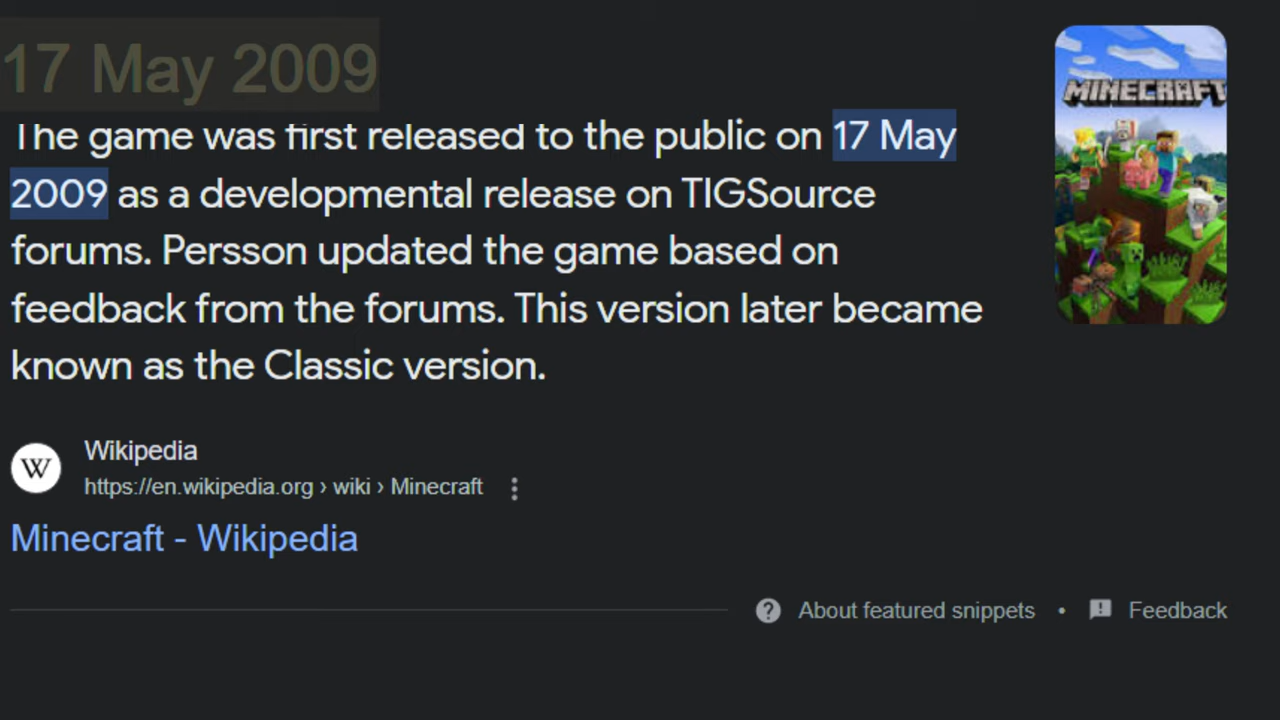 17 May 2009
The game was first released to the public on 17 May
2009 as a developmental release on TIGSource
forums. Persson updated the game based on
feedback from the forums. This version later became
known as the Classic version.
MINECRAFT
W
Wikipedia
https://en.wikipedia.org › wiki › Minecraft
Minecraft - Wikipedia
About featured snippets • Feedback